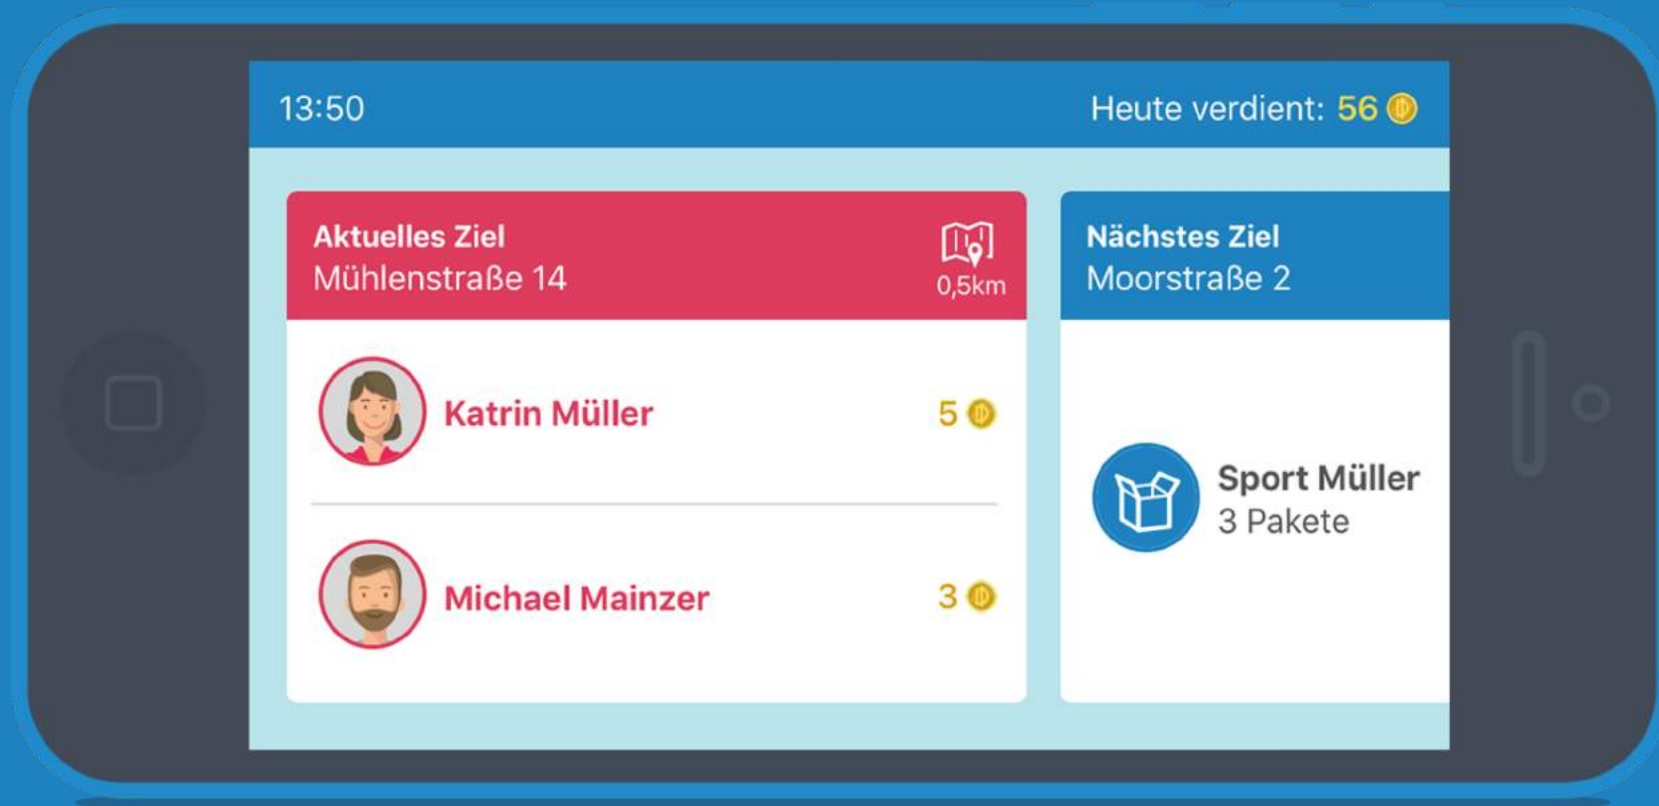 13:50
Heute verdient: 56
Aktuelles Ziel
Mühlenstraße 14
0,5km
Katrin Müller
5
Michael Mainzer
3
Nächstes Ziel
Moorstraße 2
Sport Müller
3 Pakete